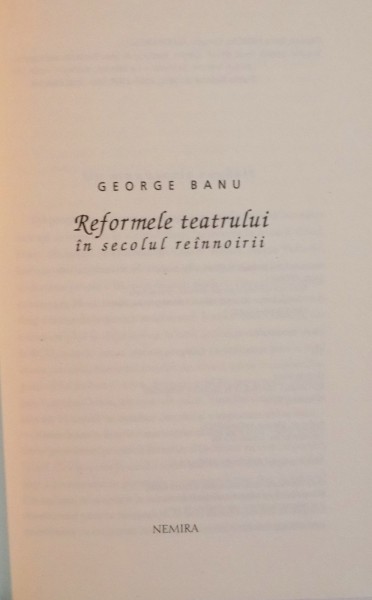 GEORGE BANU
Reformele teatrului
în secolul reînnoirii
NEMIRA